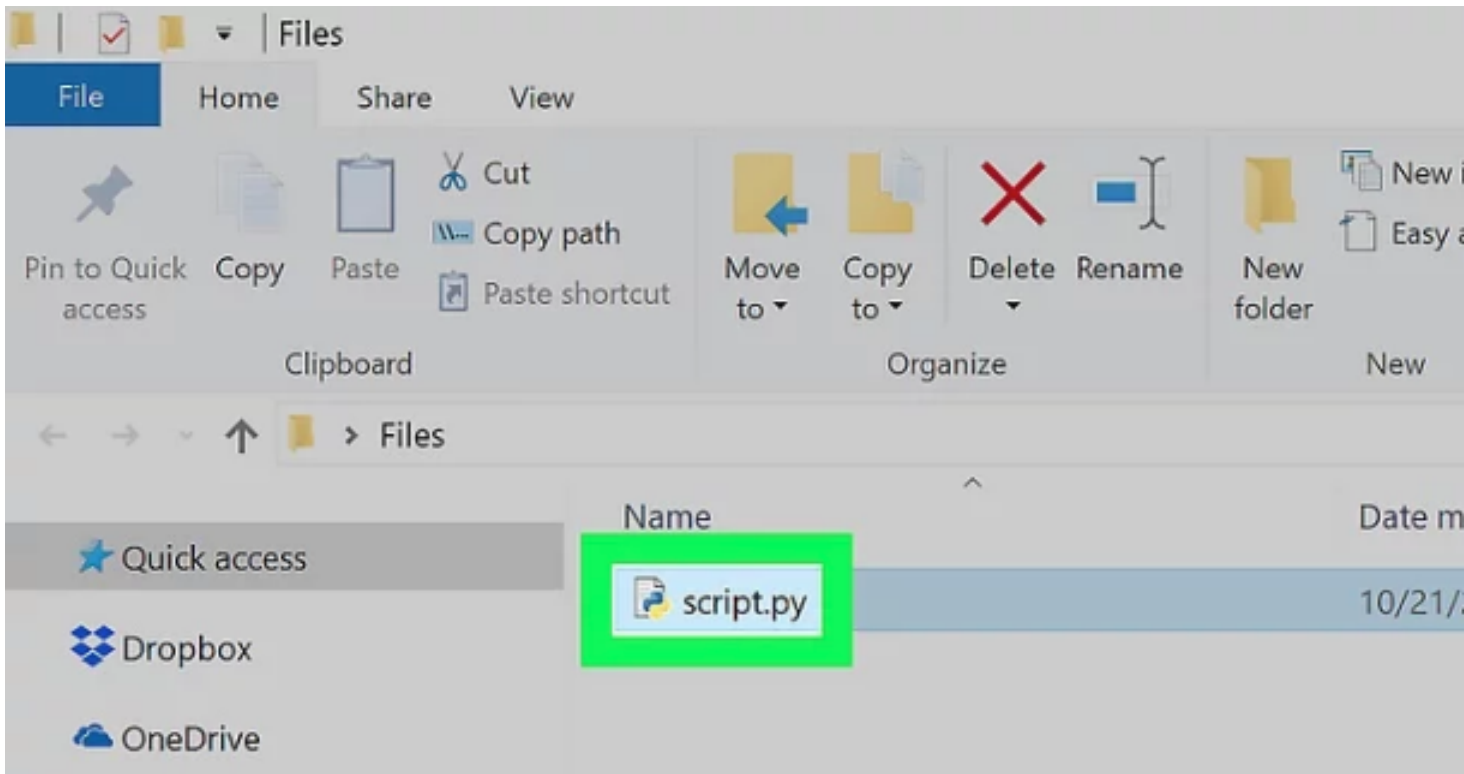 Files
File Home Share View
Pin to Quick access
Copy
Paste
Cut
Copy path
Paste shortcut
Clipboard
Move to
Copy to
Delete
Rename
Organize
New folder
New
Easy
New
Files
Name
Date
Quick access
script.py
10/21/
Dropbox
OneDrive